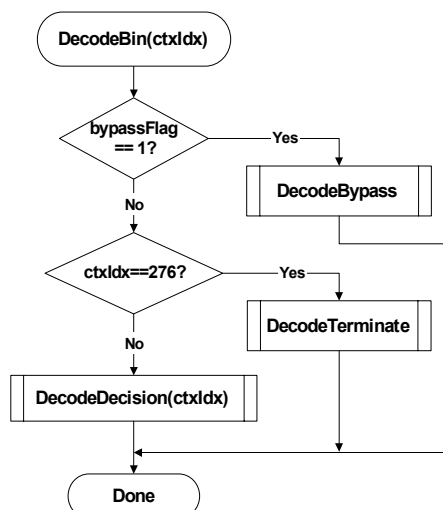 DecodeBin(ctxIdx)
bypassFlag
== 1?
Yes
DecodeBypass
No
ctxIdx==276?
Yes
DecodeTerminate
No
DecodeDecision(ctxIdx)
Done